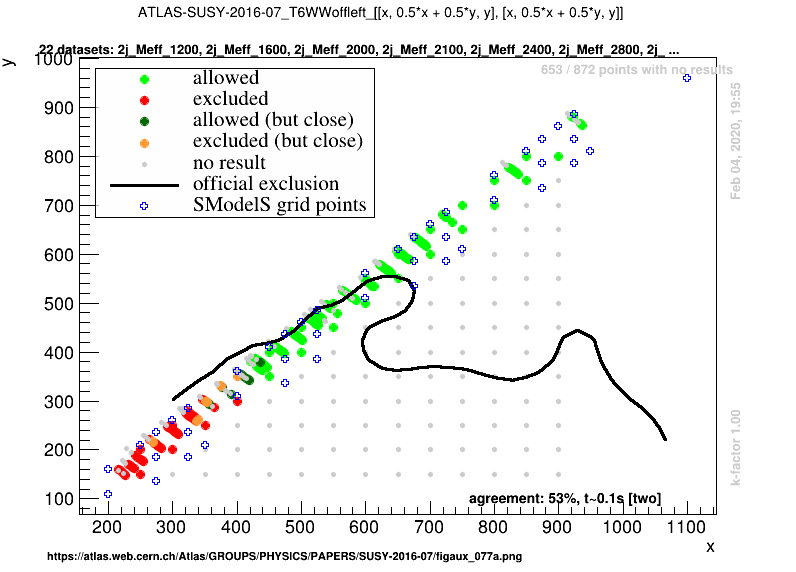 ATLAS-SUSY-2016-07_T6WWoffleft_[[x, 0.5*x + 0.5*y, y], [x, 0.5*x + 0.5*y, y]]
22 datasets: 2j_Meff_1200, 2j_Meff_1600, 2j_Meff_2000, 2j_Meff_2100, 2j_Meff_2400, 2j_Meff_2800, 2j_ ...
y
653 / 872 points with no results
allowed
excluded
allowed (but close)
excluded (but close)
no result
official exclusion
SModelS grid points
1000
900
800
700
600
500
400
300
200
100
Feb 04, 2020, 19:55
k-factor 1.00
agreement: 53%, t~0.1s [two]
200 300 400 500 600 700 800 900 1000 1100
x
https://atlas.web.cern.ch/Atlas/GROUPS/PHYSICS/PAPERS/SUSY-2016-07/figaux_077a.png